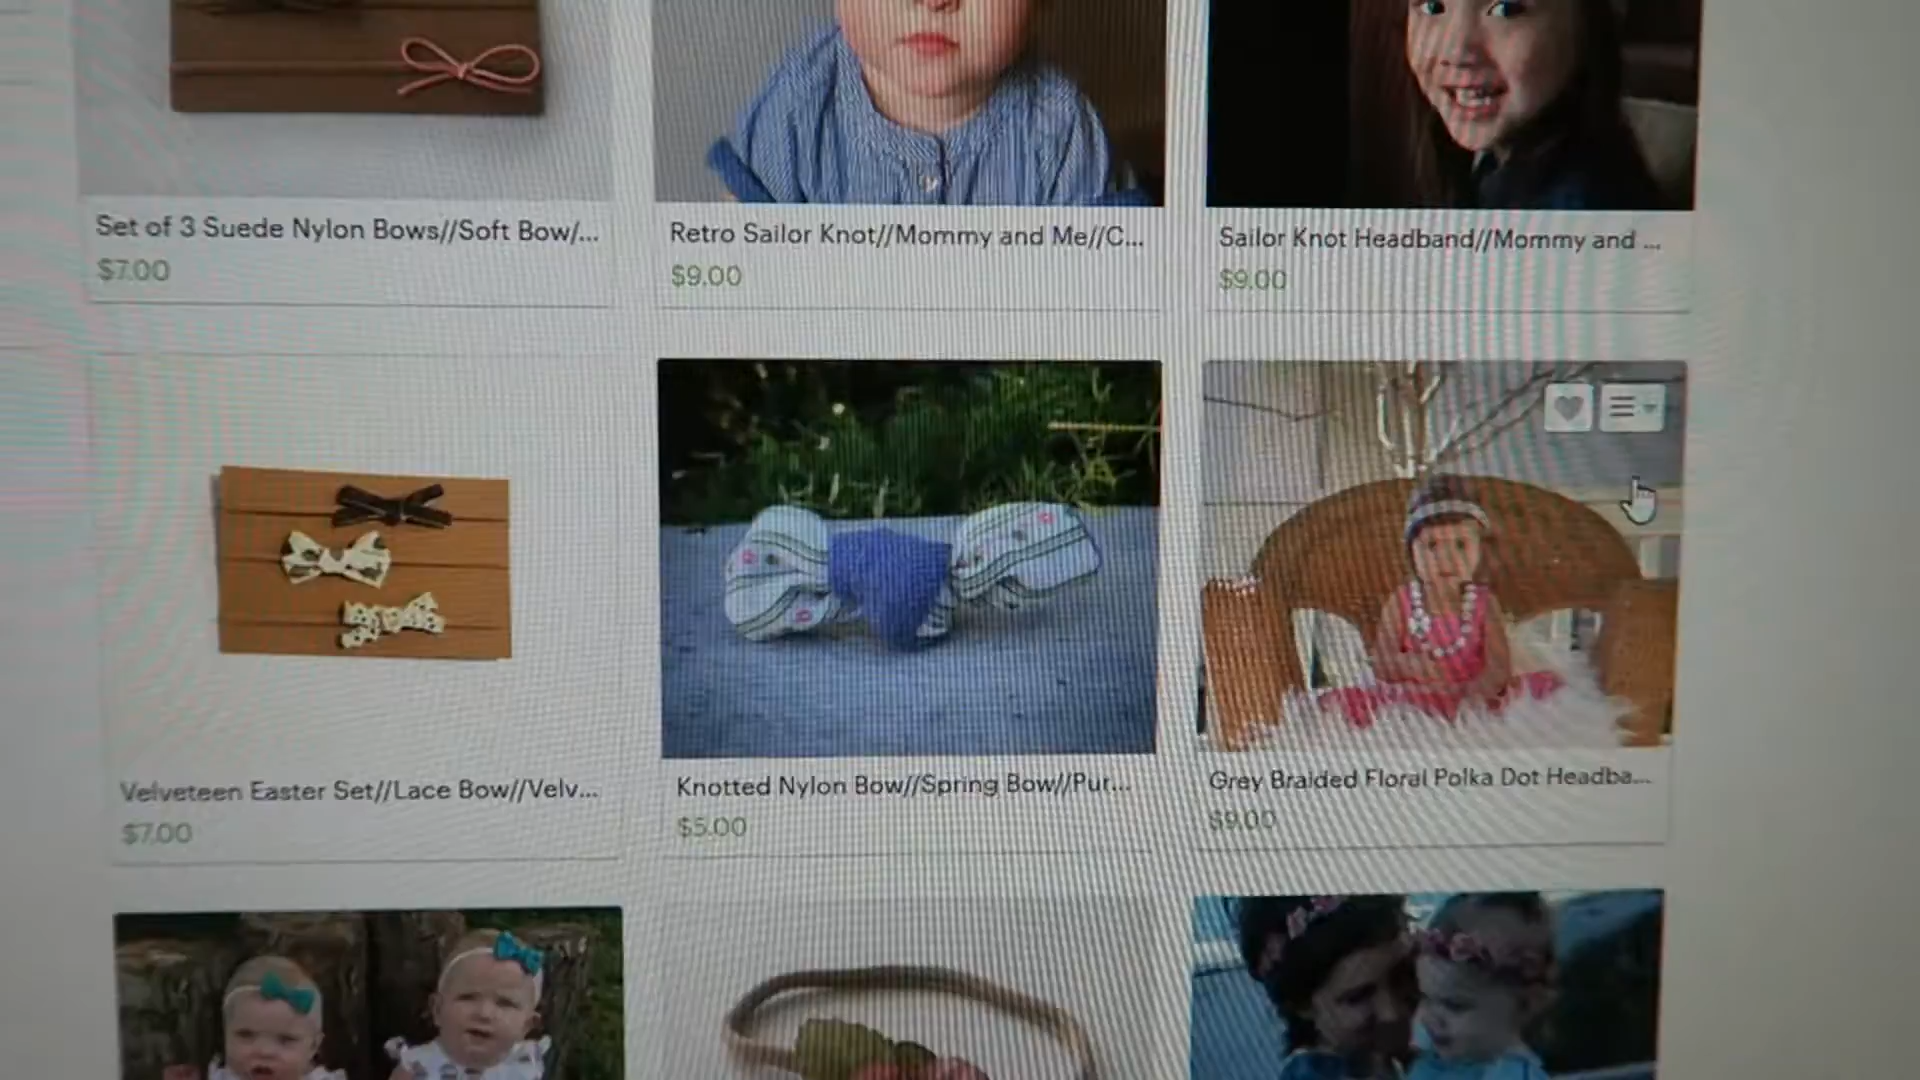 Set of 3 Suede Nylon Bows//Soft Bow/...
$7.00
Retro Sailor Knot//Mommy and Me//C...
$9.00
Sailor Knot Headband//Mommy and ...
$9.00
Velveteen Easter Set//Lace Bow//Velv...
$7.00
Knotted Nylon Bow//Spring Bow//Pur...
$5.00
Grey Braided Floral Polka Dot Headba...
$9.00